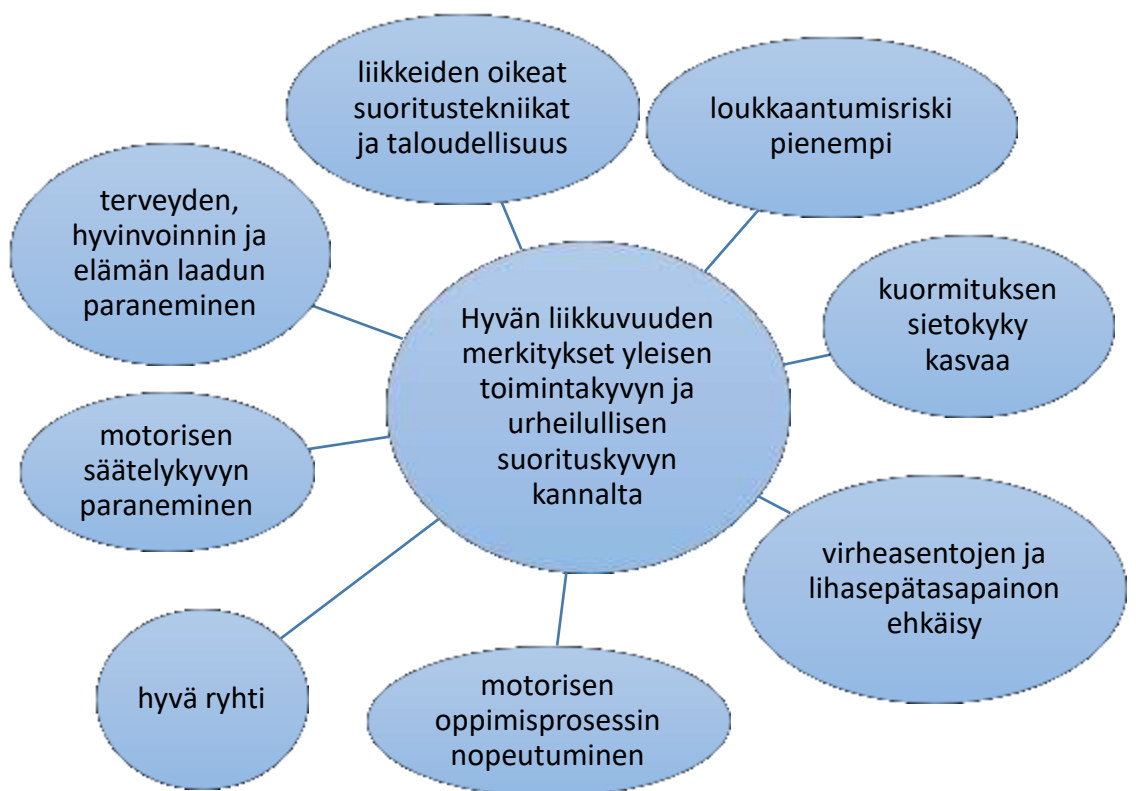 liikkeiden oikeat
suoritustekniikat
ja taloudellisuus
loukkaantumisriski
pienempi
terveyden,
hyvinvoinnin ja
elämän laadun
paraneminen
kuormituksen
sietokyky
kasvaa
Hyvän liikkuvuuden
merkitykset yleisen
toimintakyvyn ja
urheilullisen
suorituskyvyn
kannalta
motorisen
säätelykyvyn
paraneminen
virheasentojen ja
lihasepätasapainon
ehkäisy
hyvä ryhti
motorisen
oppimisprosessin
nopeutuminen